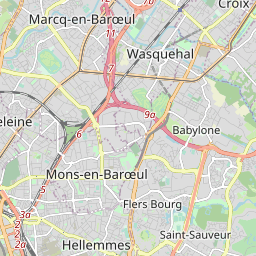 Croix
Marcq-en-Barœul
11
Wasquehal
7
9a
eleine
6
Babylone
Mons-en-Barœul
Flers Bourg
3a
2a
Saint-Sauveur
Hellemmes